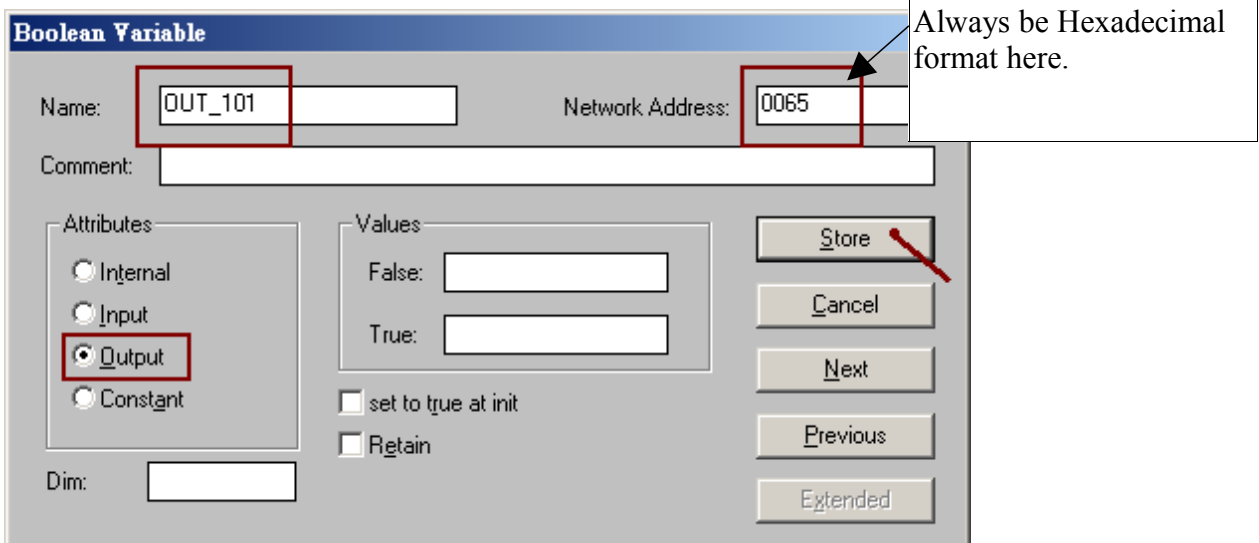 Boolean Variable
Always be Hexadecimal
format here.
Name: OUT_101 Network Address: 0065
Comment:
Attributes
Internal
Input
Output
Constant
Values
False:
True:
set to true at init
Retain
Dim:
Store
Cancel
Next
Previous
Extended